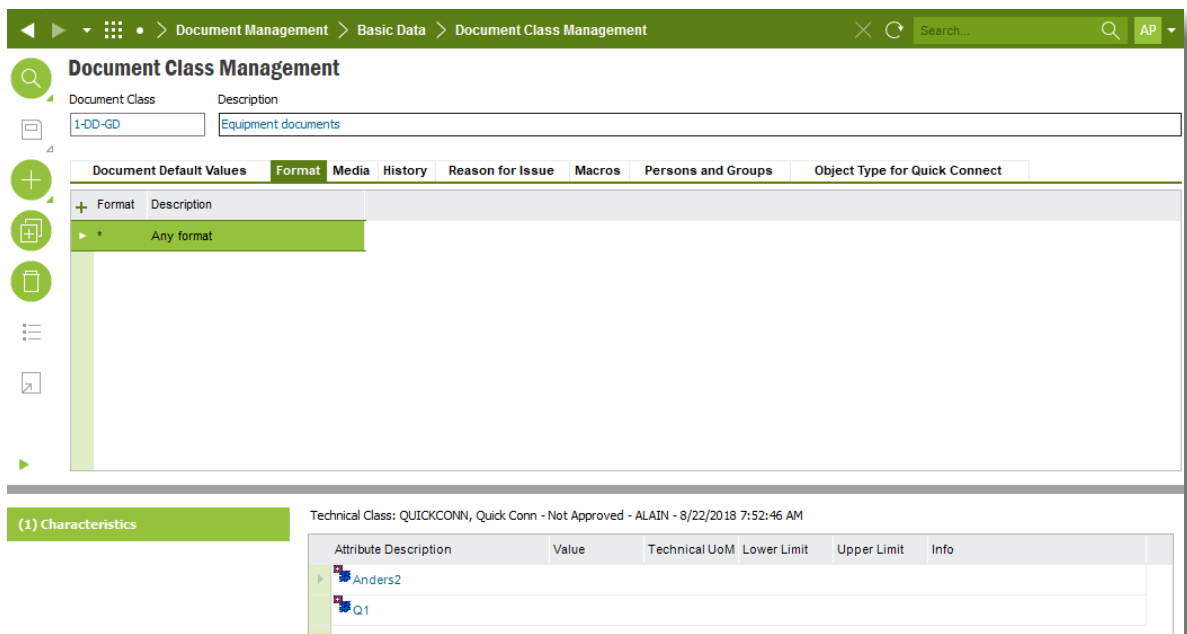 Document Management > Basic Data > Document Class Management Search... AP
Document Class Management
Document Class Description
1-DD-GD Equipment documents
Document Default Values Format Media History Reason for Issue Macros Persons and Groups Object Type for Quick Connect
Format Description
* Any format
(1) Characteristics
Technical Class: QUICKCONN, Quick Conn - Not Approved - ALAIN - 8/22/2018 7:52:46 AM
Attribute Description Value Technical UoM Lower Limit Upper Limit Info
Anders2
Q1